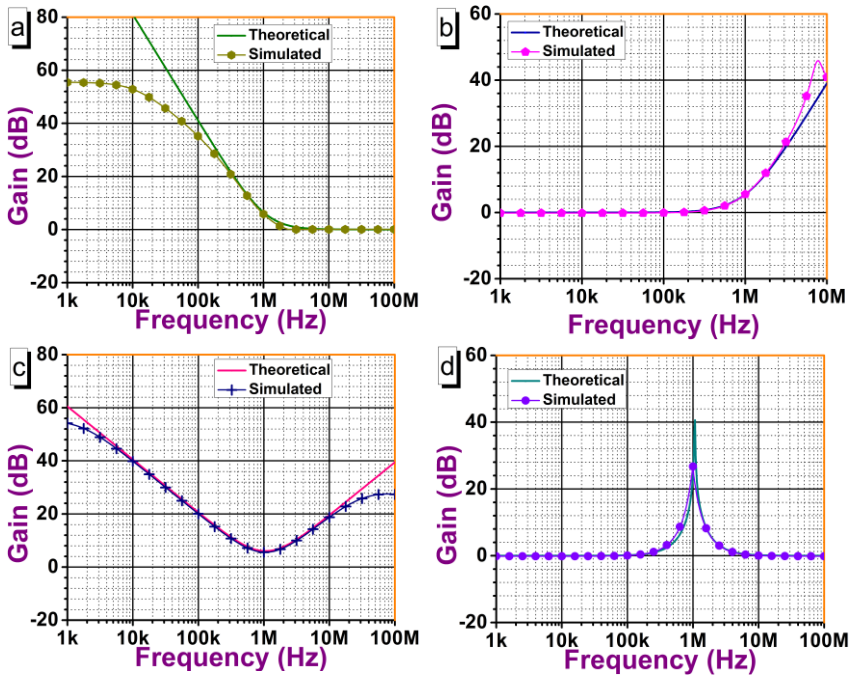 a
80
60
40
20
0
-20
Gain (dB)
Theoretical
Simulated
1k 10k 100k 1M 10M 100M
Frequency (Hz)
b
60
40
20
0
-20
Gain (dB)
Theoretical
Simulated
1k 10k 100k 1M 10M
Frequency (Hz)
c
80
60
40
20
0
-20
Gain (dB)
Theoretical
Simulated
1k 10k 100k 1M 10M 100M
Frequency (Hz)
d
60
40
20
0
-20
Gain (dB)
Theoretical
Simulated
1k 10k 100k 1M 10M 100M
Frequency (Hz)